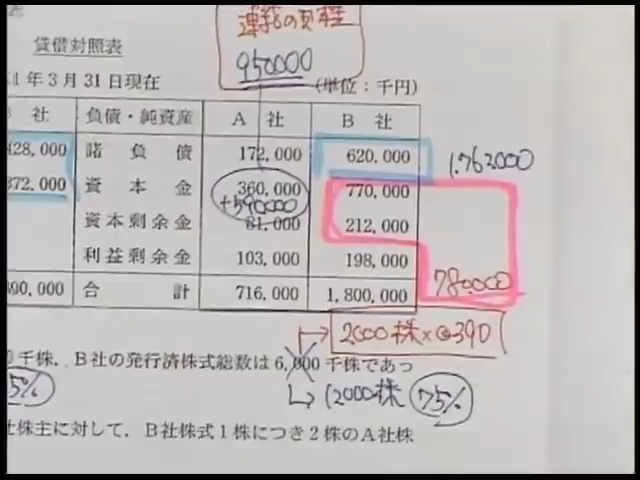 連結の資本
950000
貸借対照表
年3月31日現在
(単位：千円)
社 負債・純資産 A 社 B 社
428,000 諸負債 172,000 620,000 1,762,000
372,000 資本金 360,000 770,000
+590000
資本剰余金 81,000 212,000
利益剰余金 103,000 198,000 780,000
合計 716,000 1,800,000
2000株×@390
千株，B社の発行済株式総数は6,000千株であっ
5%
12000株 75%
社株主に対して，B社株式1株につき2株のA社株